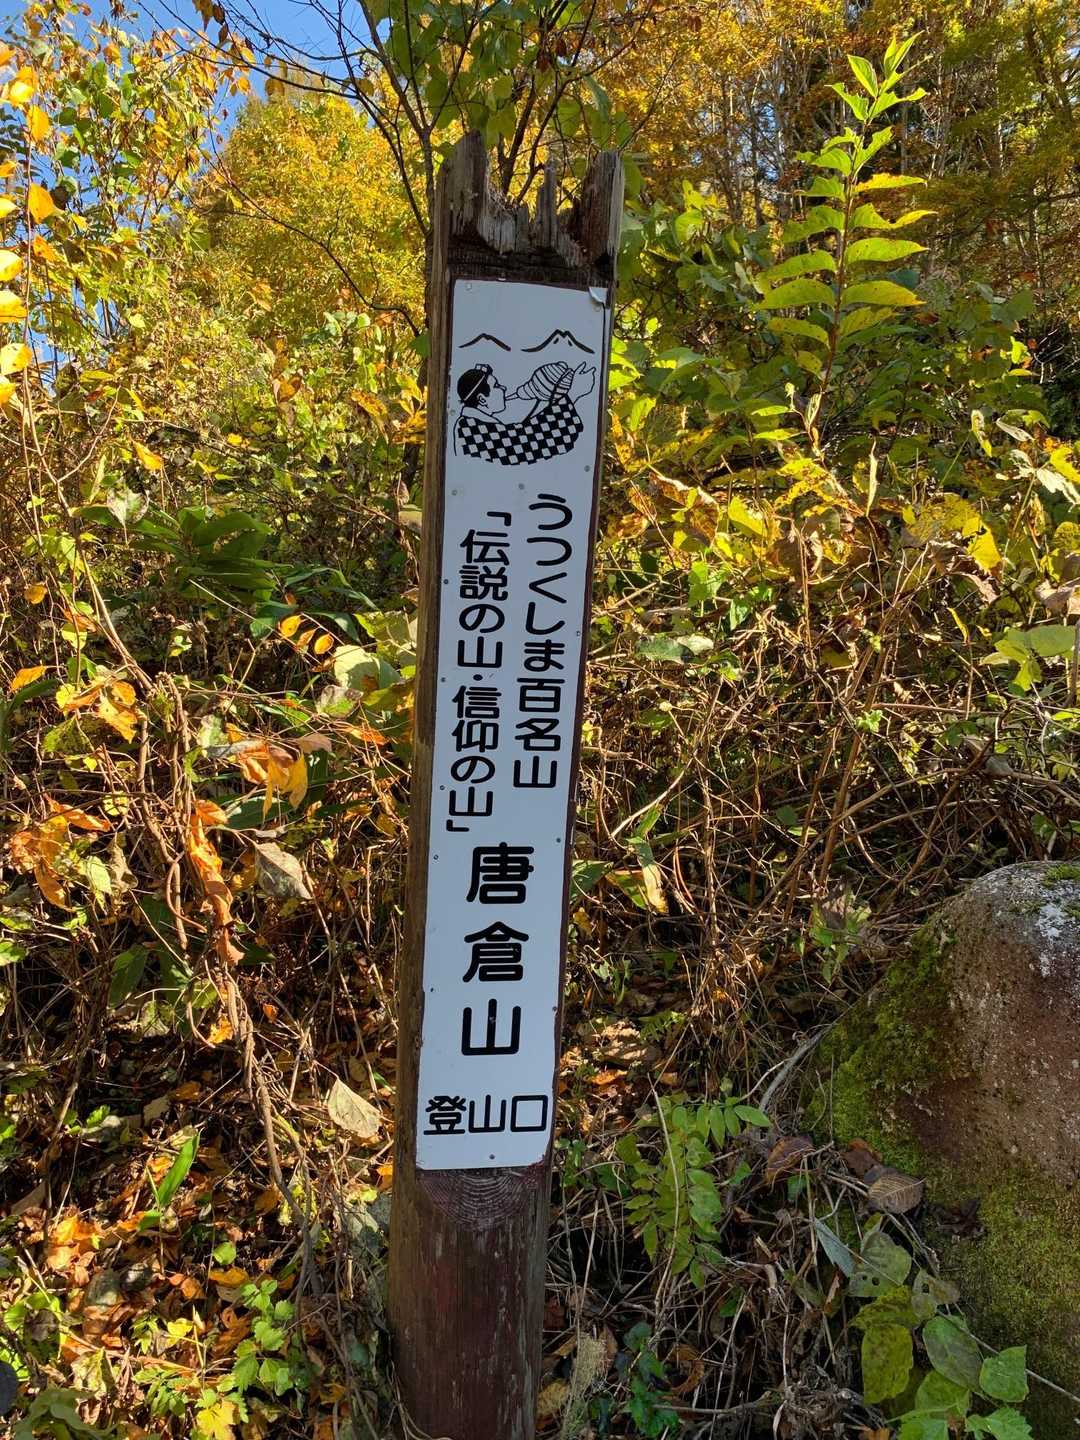 うつくしま百名山
「伝説の山・信仰の山」
唐倉山
登山口